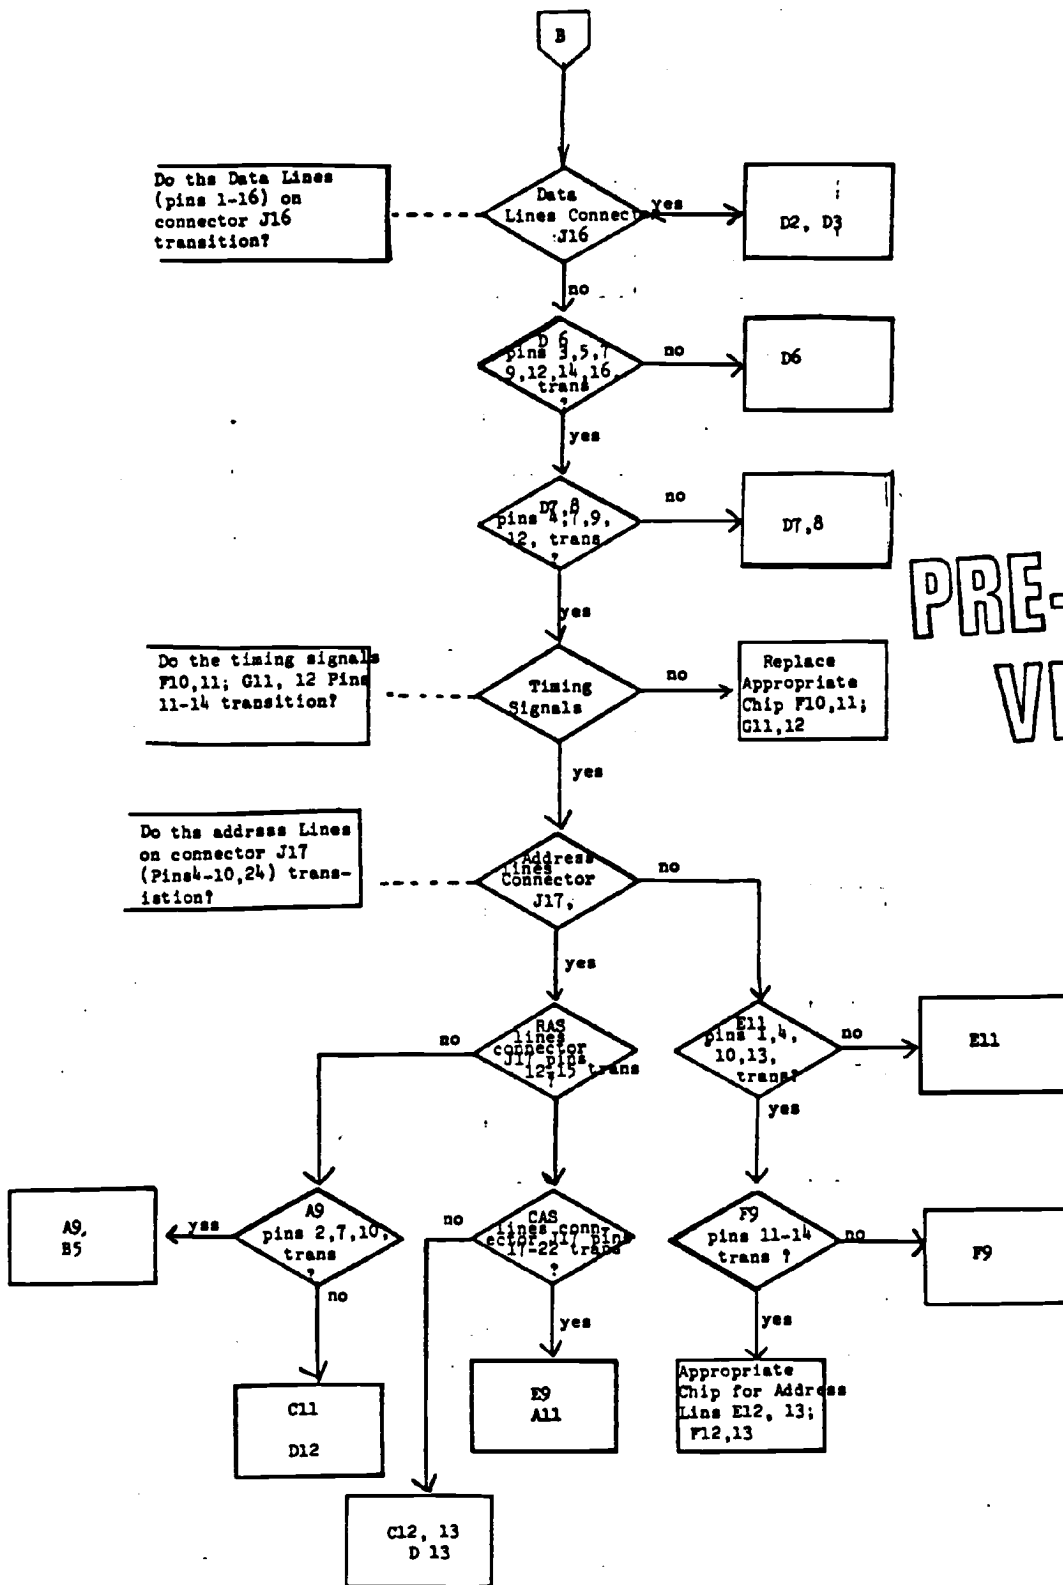 B
Do ths Data Lines
(pins 1-16) on
connector J16
transition?
Data
Lines Connect
J16
yes
D2, D3
no
D 6
pins 3,5,7
9,12,14,16,
trans
?
no
D6
yes
D7,8
pins 4,7,9,
12, trans
?
no
D7,8
yes
Do the timing signals
F10,11; G11, 12 Pins
11-14 transition?
Timing
Signals
no
Replace
Appropriate
Chip F10,11;
G11,12
PRE-
yes
Do ths addrsss Lines
on connector J17
(Pins4-10,24) trans-
istion?
Address
lines
Connector
J17,
no
yes
RAS
lines
connector
J17 pins
12-15 trans
?
no
E11
pins 1,4,
10,13,
trans?
no
E11
yes
A9
pins 2,7,10,
trans
?
yss
A9,
B5
no
CAS
lines conn-
ector J17 pins
17-22 trans
?
no
F9
pins 11-14
trans ?
no
F9
yes
yes
C11
D12
E9
A11
Appropriate
Chip for Address
Lins E12, 13;
F12,13
C12, 13
D 13